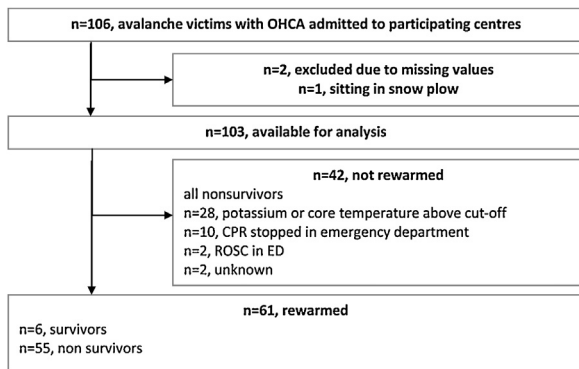 n=106, avalanche victims with OHCA admitted to participating centres
n=2, excluded due to missing values
n=1, sitting in snow plow
n=103, available for analysis
n=42, not rewarmed
all nonsurvivors
n=28, potassium or core temperature above cut-off
n=10, CPR stopped in emergency department
n=2, ROSC in ED
n=2, unknown
n=61, rewarmed
n=6, survivors
n=55, non survivors